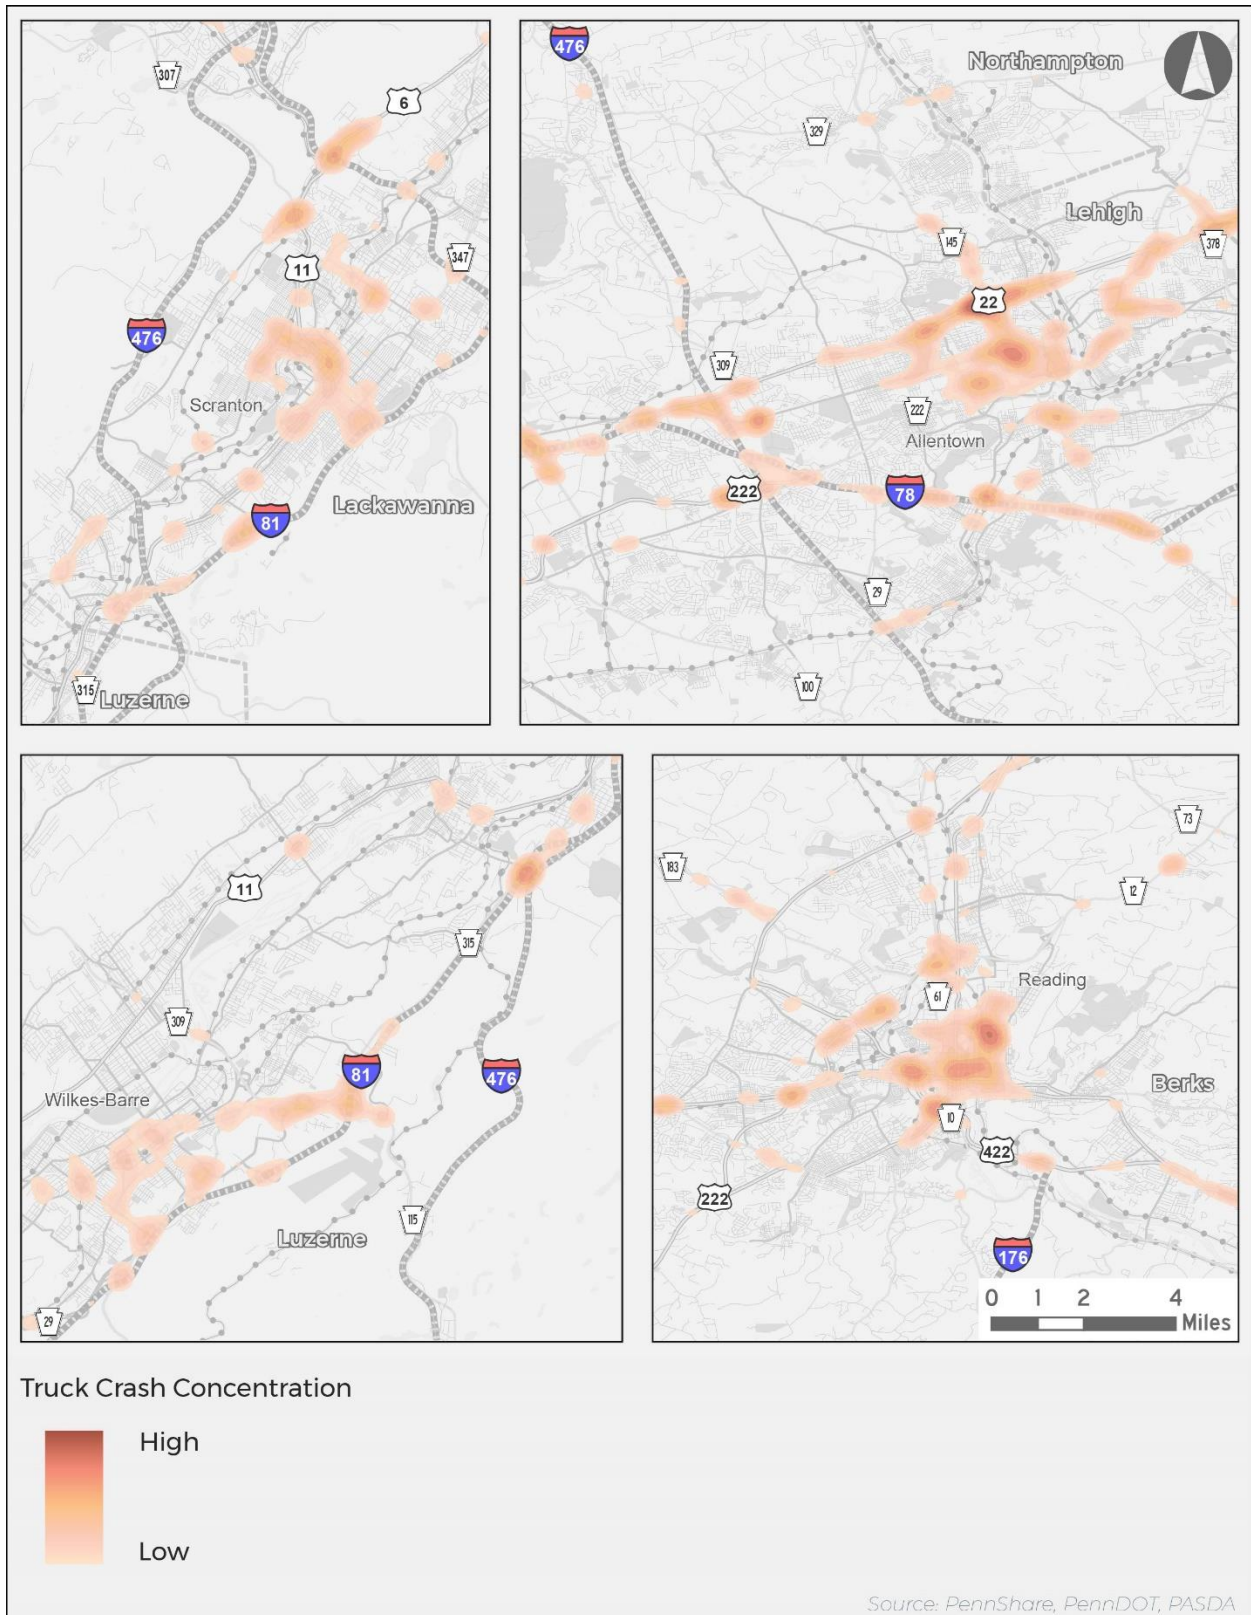 307
6
11
347
476
Scranton
Lackawanna
81
315
Luzerne
476
Northampton
329
Lehigh
145
378
22
309
222
Allentown
222
78
29
100
11
315
309
81
476
Wilkes-Barre
Luzerne
115
29
73
183
12
Reading
61
Berks
10
422
222
176
0 1 2 4
Miles
Truck Crash Concentration
High
Low
Source: PennShare, PennDOT, PASDA